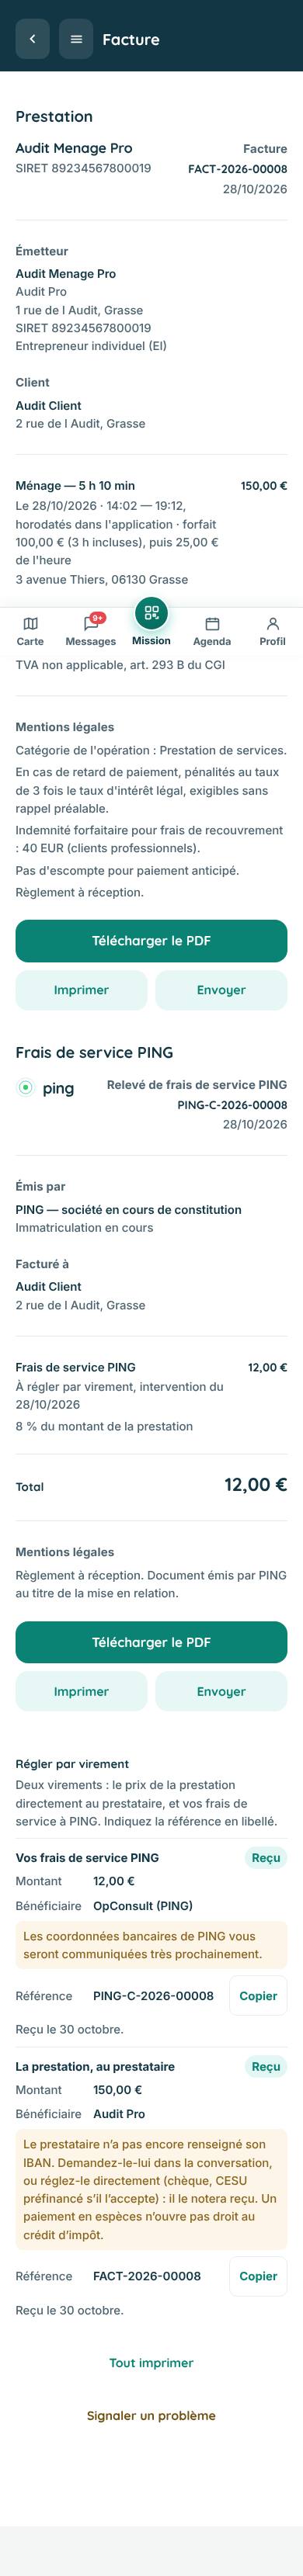 Facture
Prestation
Audit Menage Pro
Facture
SIRET 89234567800019
FACT-2026-00008
28/10/2026
Émetteur
Audit Menage Pro
Audit Pro
1 rue de l Audit, Grasse
SIRET 89234567800019
Entrepreneur individuel (EI)
Client
Audit Client
2 rue de l Audit, Grasse
Ménage — 5 h 10 min
150,00 €
Le 28/10/2026 · 14:02 — 19:12,
horodatés dans l'application · forfait
100,00 € (3 h incluses), puis 25,00 €
de l'heure
3 avenue Thiers, 06130 Grasse
9+
Carte
Messages
Mission
Agenda
Profil
TVA non applicable, art. 293 B du CGI
Mentions légales
Catégorie de l'opération : Prestation de services.
En cas de retard de paiement, pénalités au taux
de 3 fois le taux d'intérêt légal, exigibles sans
rappel préalable.
Indemnité forfaitaire pour frais de recouvrement
: 40 EUR (clients professionnels).
Pas d'escompte pour paiement anticipé.
Règlement à réception.
Télécharger le PDF
Imprimer
Envoyer
Frais de service PING
ping
Relevé de frais de service PING
PING-C-2026-00008
28/10/2026
Émis par
PING — société en cours de constitution
Immatriculation en cours
Facturé à
Audit Client
2 rue de l Audit, Grasse
Frais de service PING
12,00 €
À régler par virement, intervention du
28/10/2026
8 % du montant de la prestation
Total
12,00 €
Mentions légales
Règlement à réception. Document émis par PING
au titre de la mise en relation.
Télécharger le PDF
Imprimer
Envoyer
Régler par virement
Deux virements : le prix de la prestation
directement au prestataire, et vos frais de
service à PING. Indiquez la référence en libellé.
Vos frais de service PING
Reçu
Montant
12,00 €
Bénéficiaire
OpConsult (PING)
Les coordonnées bancaires de PING vous
seront communiquées très prochainement.
Référence
PING-C-2026-00008
Copier
Reçu le 30 octobre.
La prestation, au prestataire
Reçu
Montant
150,00 €
Bénéficiaire
Audit Pro
Le prestataire n’a pas encore renseigné son
IBAN. Demandez-le-lui dans la conversation,
ou réglez-le directement (chèque, CESU
préfinancé s’il l’accepte) : il le notera reçu. Un
paiement en espèces n’ouvre pas droit au
crédit d’impôt.
Référence
FACT-2026-00008
Copier
Reçu le 30 octobre.
Tout imprimer
Signaler un problème